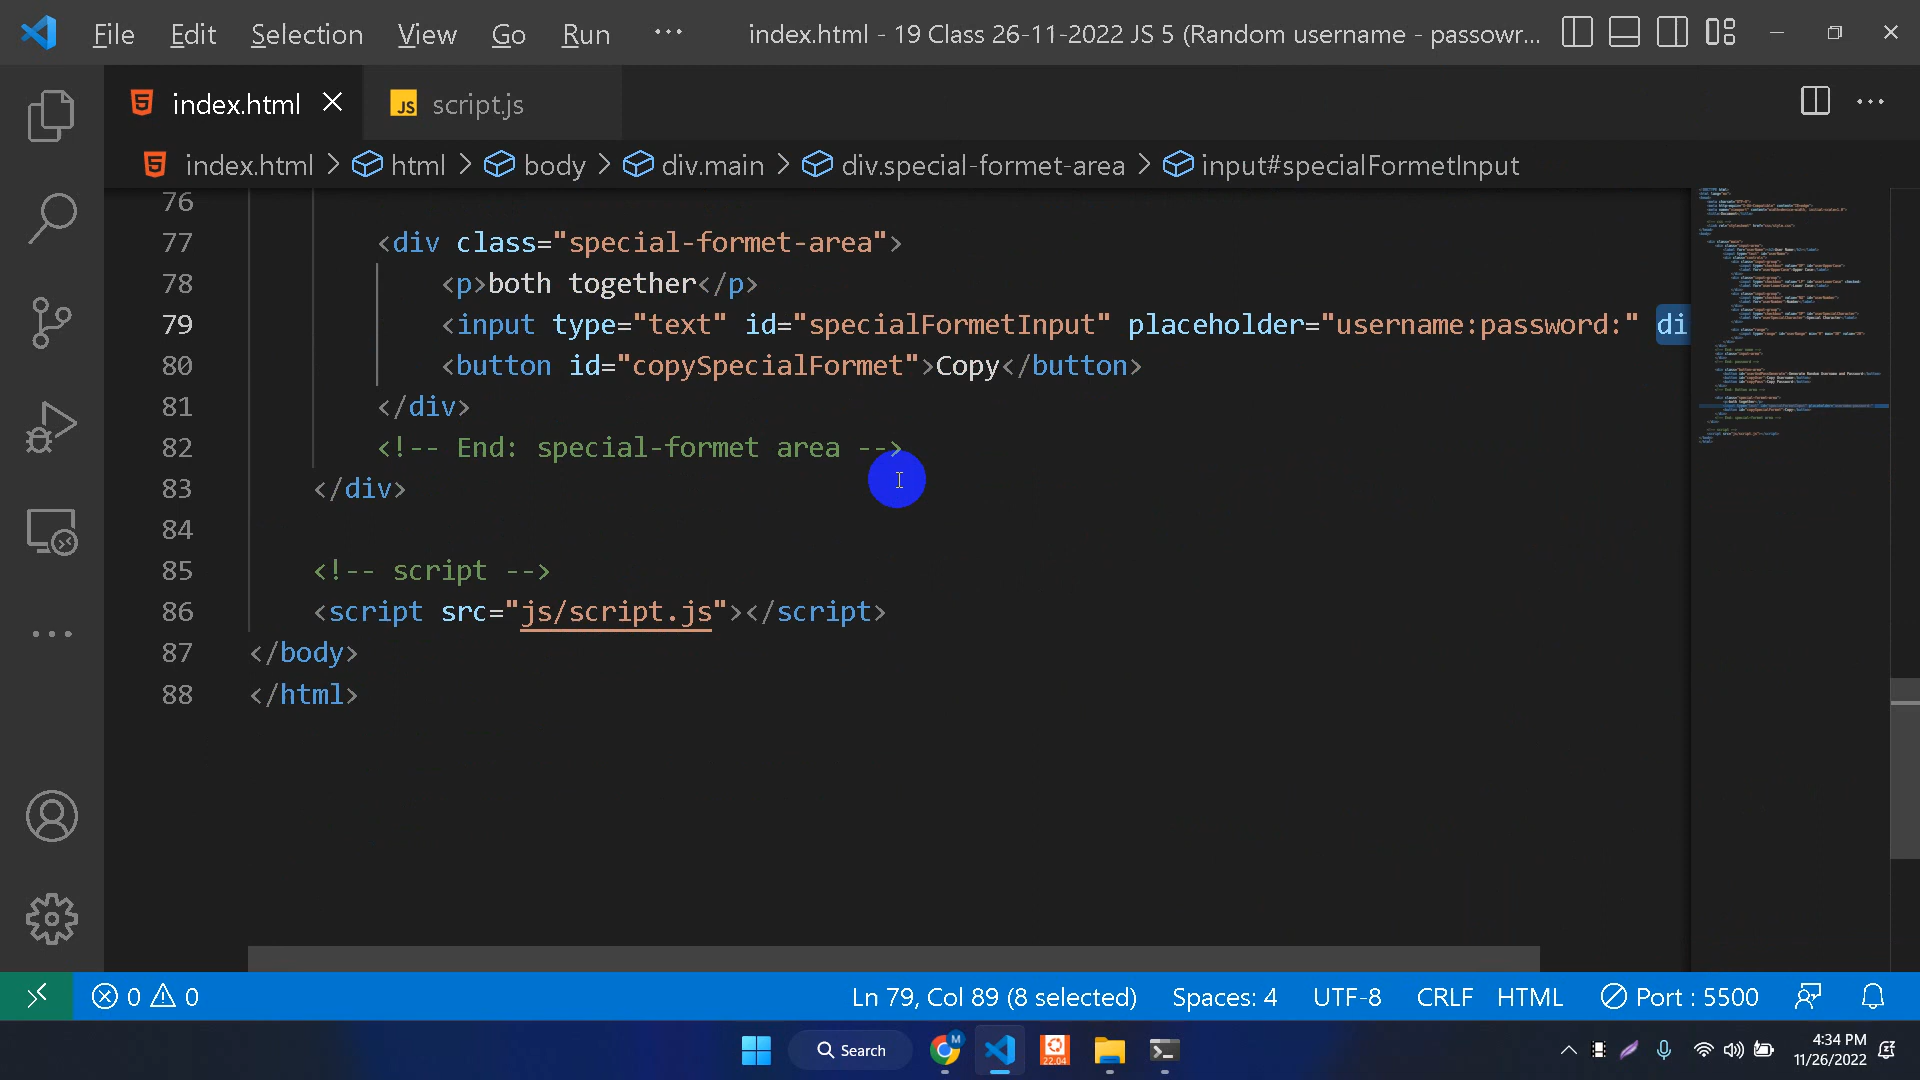 File Edit Selection View Go Run ··· index.html - 19 Class 26-11-2022 JS 5 (Random username - passowr...
index.html script.js
index.html > html > body > div.main > div.special-formet-area > input#specialFormetInput
76
77 <div class="special-formet-area">
78 <p>both together</p>
79 <input type="text" id="specialFormetInput" placeholder="username:password:" di
80 <button id="copySpecialFormet">Copy</button>
81 </div>
82 <!-- End: special-formet area -->
83 </div>
84
85 <!-- script -->
86 <script src="js/script.js"></script>
87 </body>
88 </html>
0 0 Ln 79, Col 89 (8 selected) Spaces: 4 UTF-8 CRLF HTML Port : 5500
Search 22.04 4:34 PM
11/26/2022